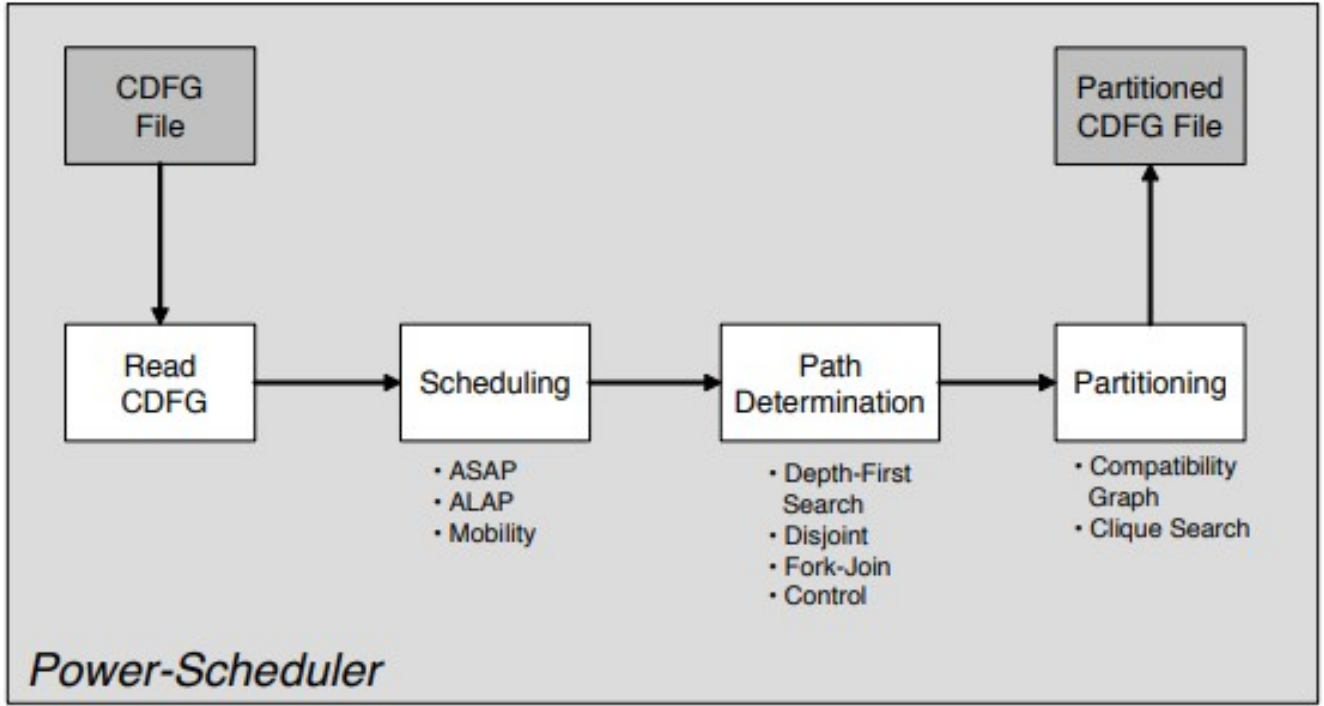 CDFG
File
Partitioned
CDFG File
Read
CDFG
Scheduling
Path
Determination
Partitioning
• ASAP
• ALAP
• Mobility
• Depth-First
Search
• Disjoint
• Fork-Join
• Control
• Compatibility
Graph
• Clique Search
Power-Scheduler